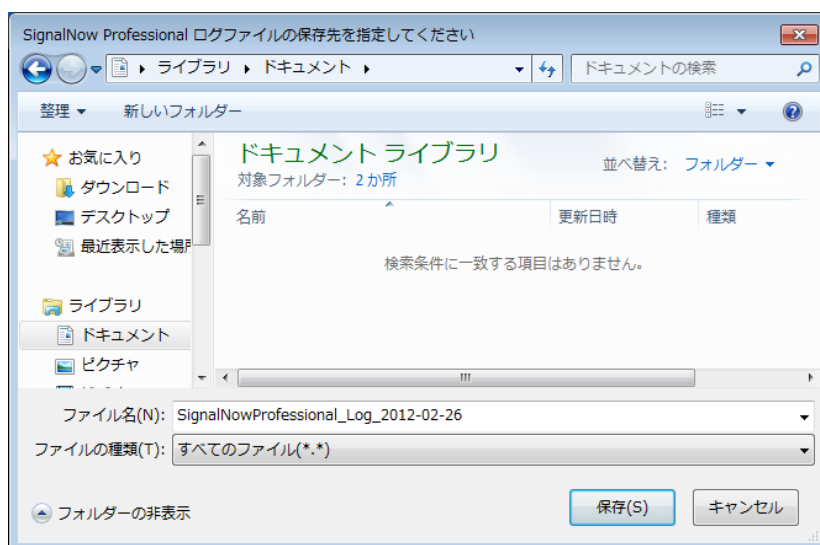 SignalNow Professional ログファイルの保存先を指定してください
ライブラリ ドキュメント ドキュメントの検索
整理 新しいフォルダー
お気に入り
ダウンロード
デスクトップ
最近表示した場所
ライブラリ
ドキュメント
ピクチャ
ドキュメント ライブラリ
対象フォルダー: 2 か所
並べ替え: フォルダー
名前 更新日時 種類
検索条件に一致する項目はありません。
ファイル名(N): SignalNowProfessional_Log_2012-02-26
ファイルの種類(T): すべてのファイル(*.*)
フォルダーの非表示
保存(S) キャンセル